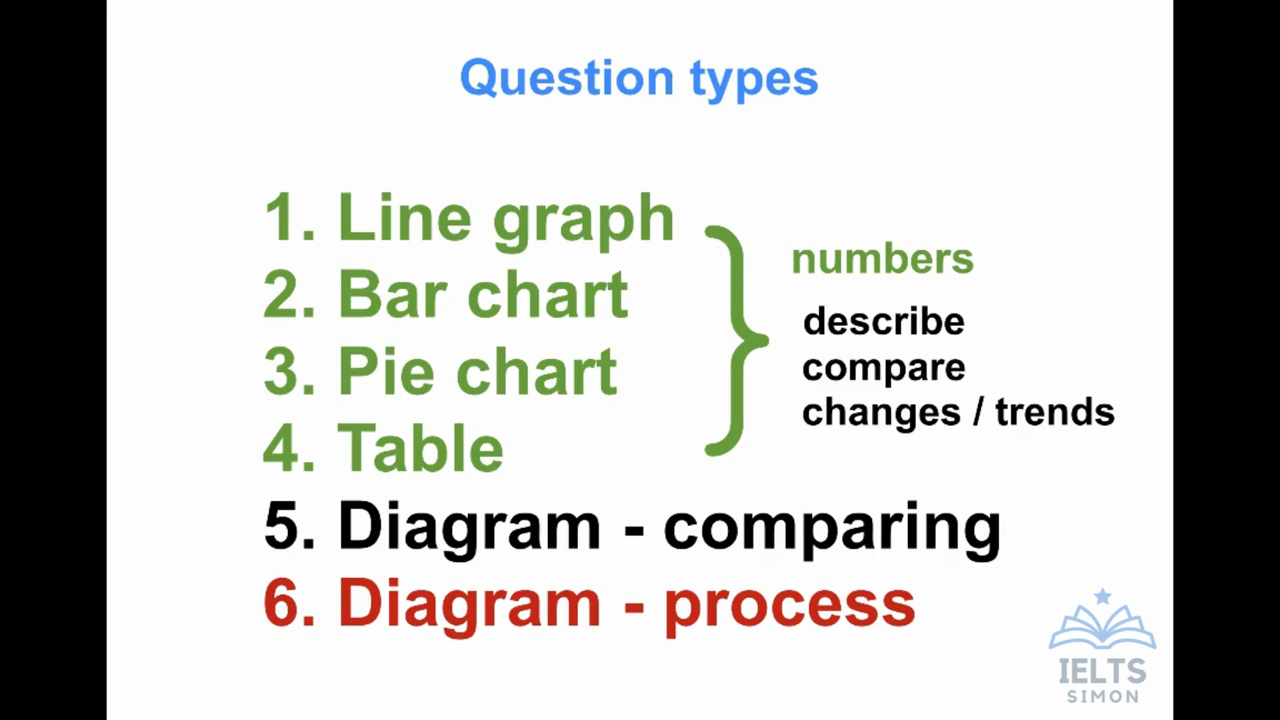 Question types
1. Line graph
2. Bar chart
3. Pie chart
4. Table
5. Diagram - comparing
6. Diagram - process
numbers
describe
compare
changes / trends
IELTS
SIMON